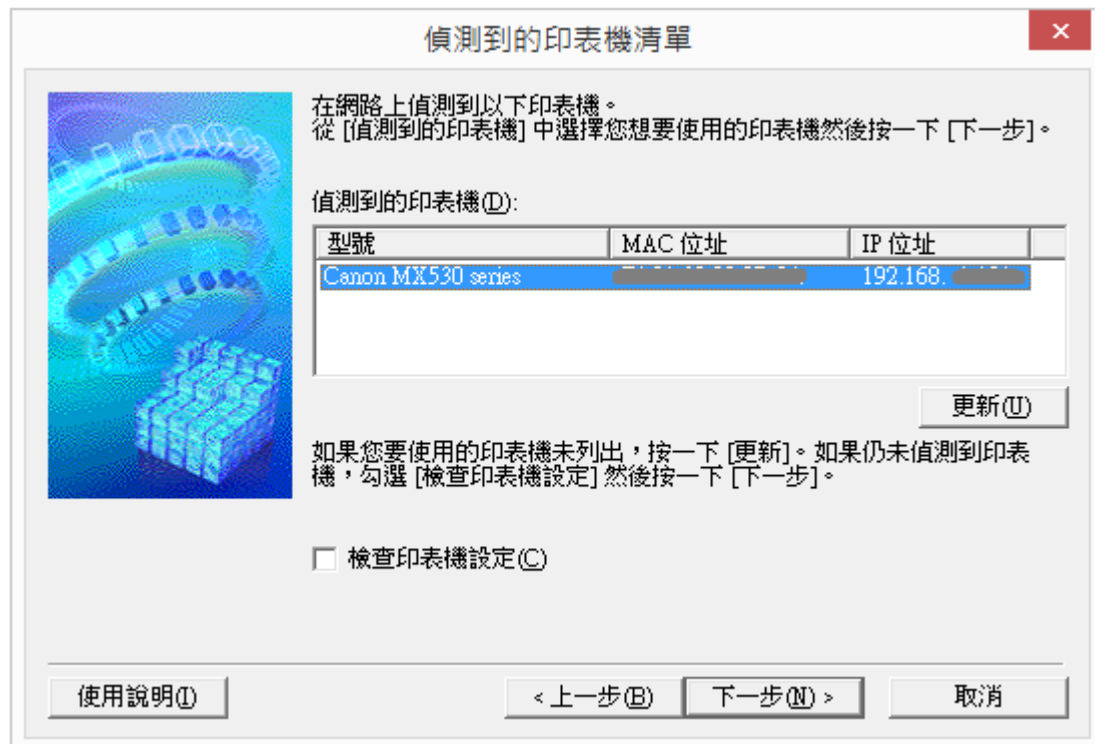 偵測到的印表機清單
在網路上偵測到以下印表機。
從 [偵測到的印表機] 中選擇您想要使用的印表機然後按一下 [下一步]。
偵測到的印表機(D):
型號 MAC 位址 IP 位址
Canon MX530 series 192.168.
更新(U)
如果您要使用的印表機未列出，按一下 [更新]。如果仍未偵測到印表
機，勾選 [檢查印表機設定] 然後按一下 [下一步]。
檢查印表機設定(C)
使用說明(I) <上一步(B) 下一步(N) > 取消